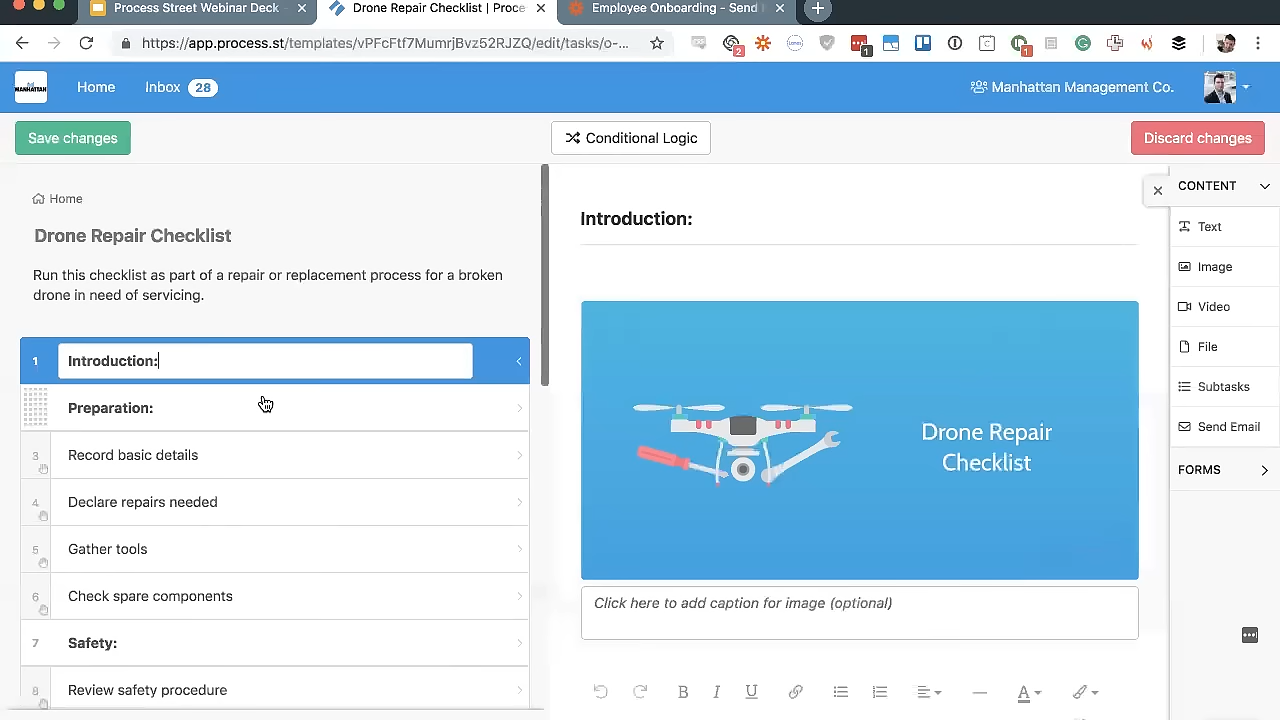 Process Street Webinar Deck
Drone Repair Checklist | Proce
Employee Onboarding - Send
https://app.process.st/templates/vPFcFtf7MumrjBvz52RJZQ/edit/tasks/o-...
2
1
1
MANHATTAN
Home
Inbox 28
Manhattan Management Co.
Save changes
Conditional Logic
Discard changes
Home
Drone Repair Checklist
Run this checklist as part of a repair or replacement process for a broken
drone in need of servicing.
1 Introduction:
Preparation:
3 Record basic details
4 Declare repairs needed
5 Gather tools
6 Check spare components
7 Safety:
8 Review safety procedure
Introduction:
Drone Repair
Checklist
Click here to add caption for image (optional)
B I U A
CONTENT
Text
Image
Video
File
Subtasks
Send Email
FORMS